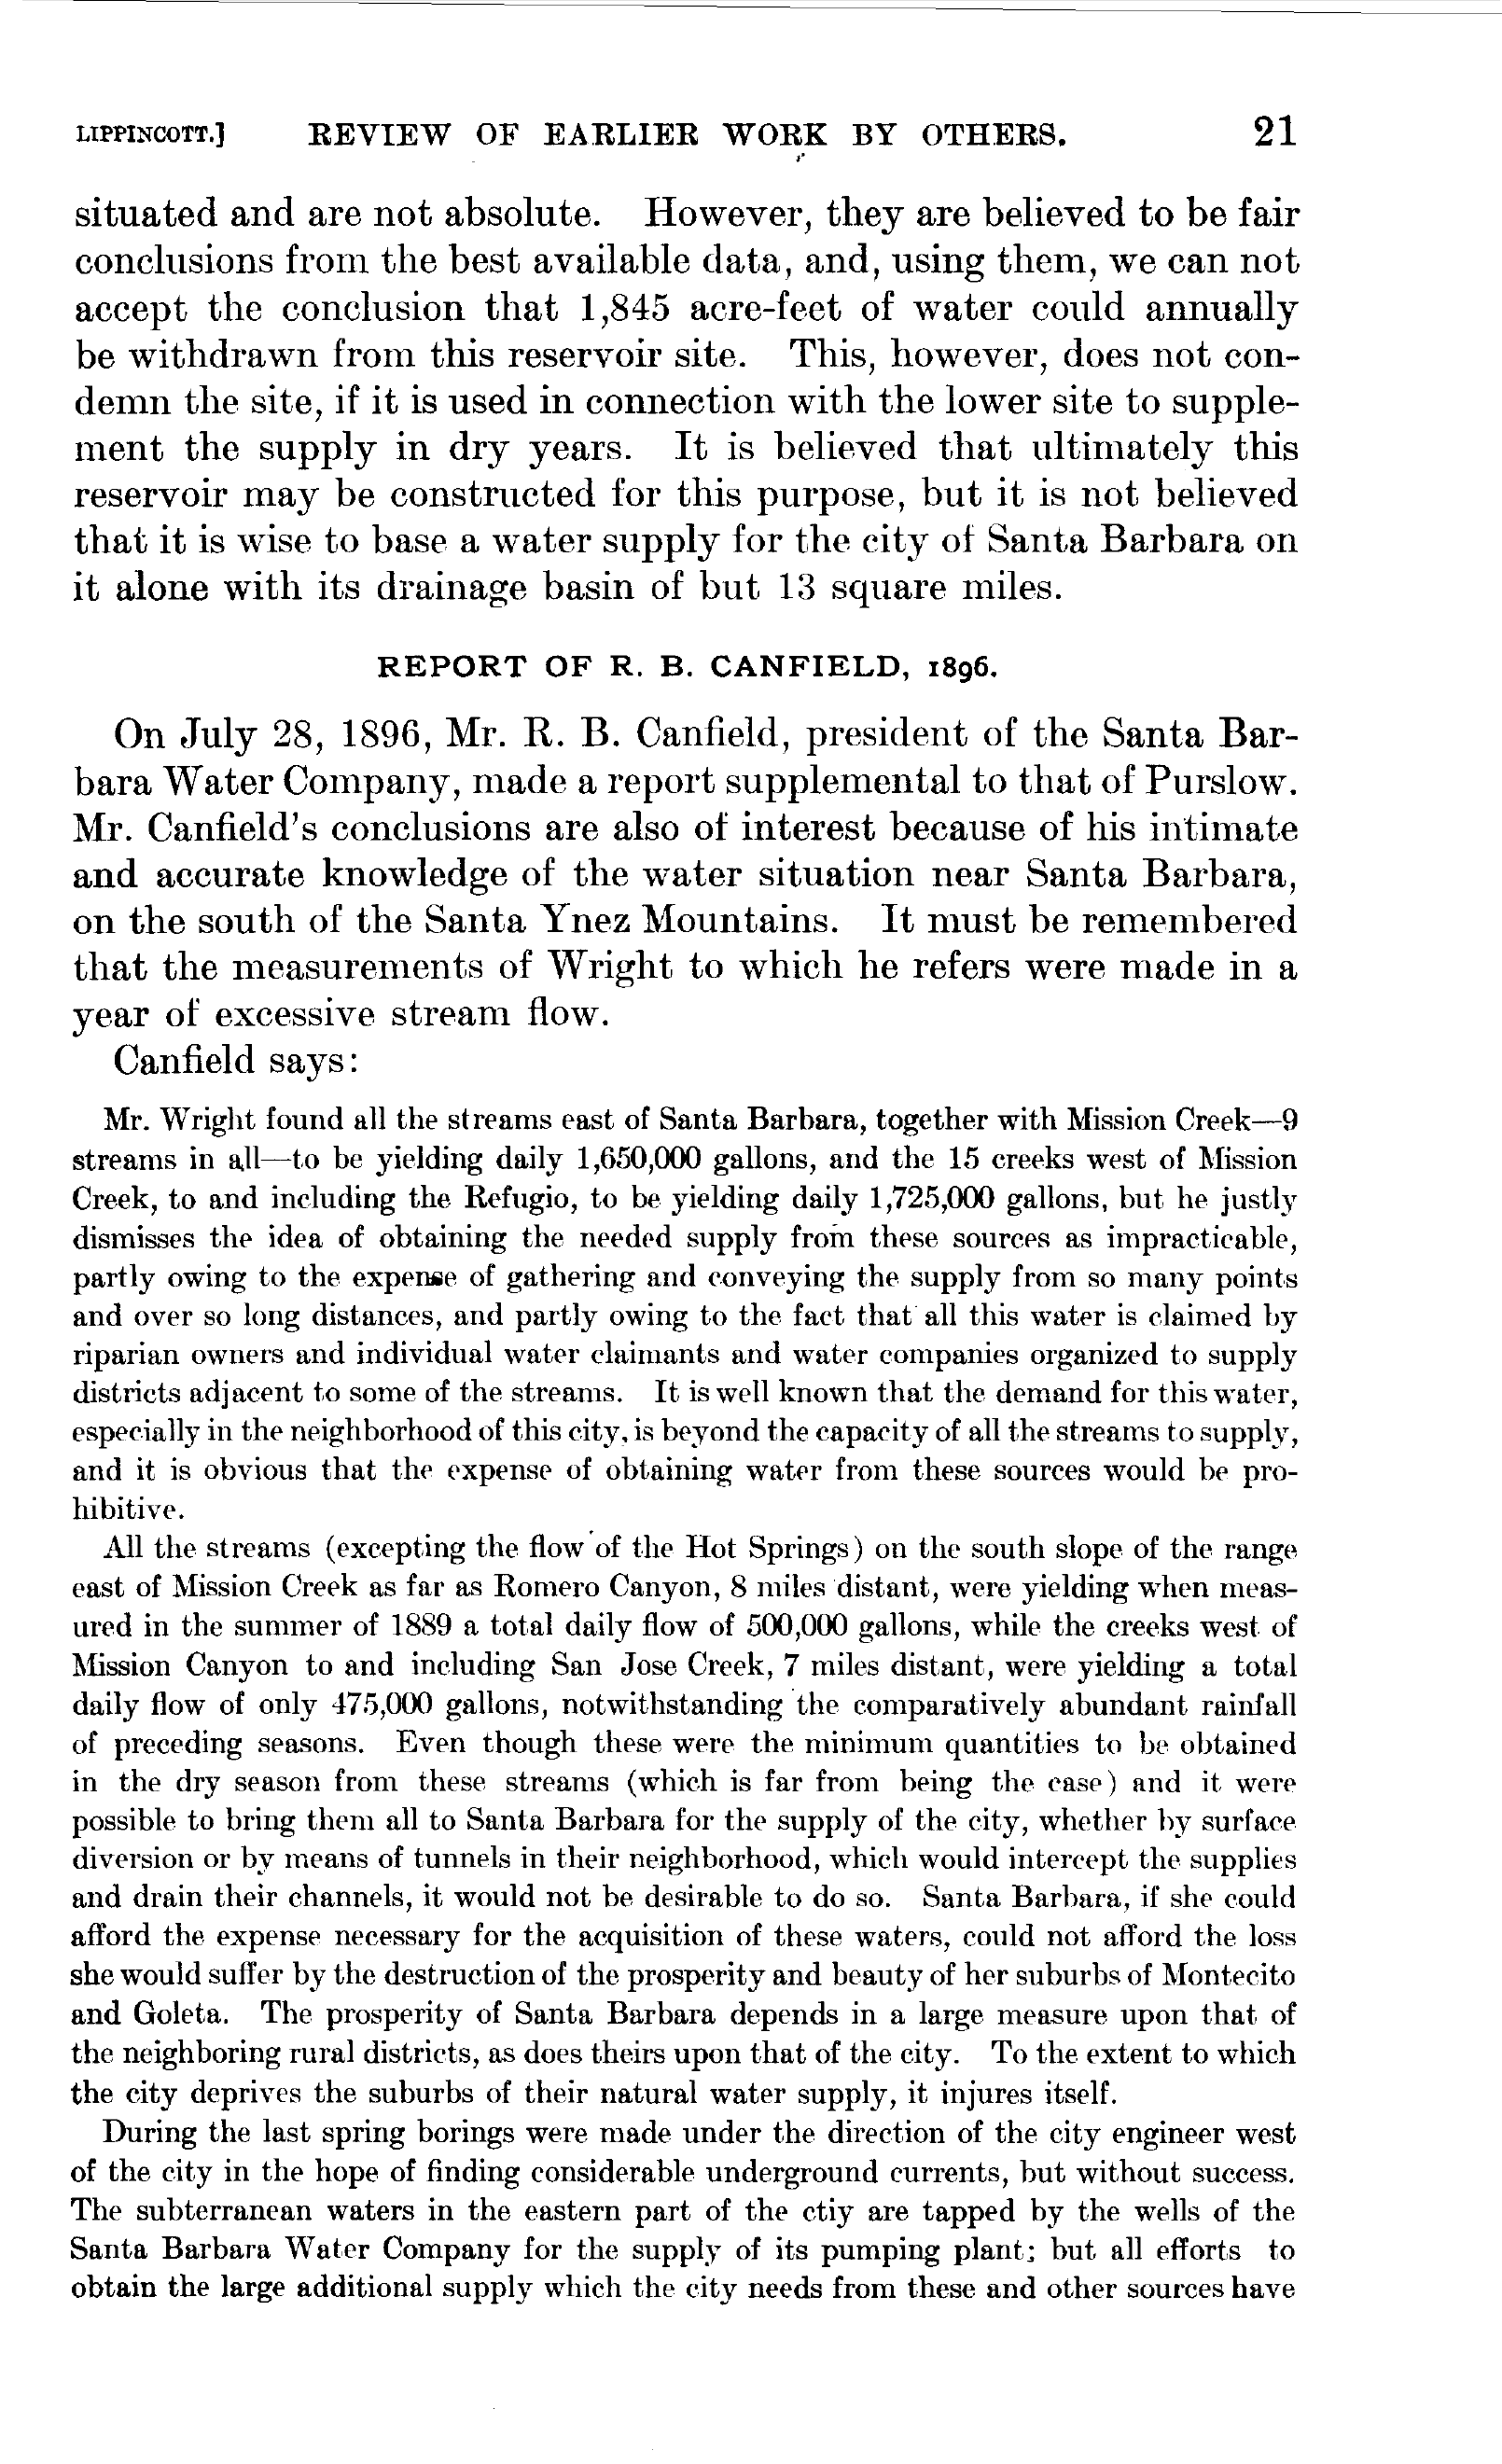 LIPPINCOTT.] REVIEW OF EARLIER WORK BY OTHERS. 21
situated and are not absolute. However, they are believed to be fair
conclusions from the best available data, and, using them, we can not
accept the conclusion that 1,845 acre-feet of water could annually
be withdrawn from this reservoir site. This, however, does not con-
demn the site, if it is used in connection with the lower site to supple-
ment the supply in dry years. It is believed that ultimately this
reservoir may be constructed for this purpose, but it is not believed
that it is wise to base a water supply for the city of Santa Barbara on
it alone with its drainage basin of but 13 square miles.
REPORT OF R. B. CANFIELD, 1896.
On July 28, 1896, Mr. R. B. Canfield, president of the Santa Bar-
bara Water Company, made a report supplemental to that of Purslow.
Mr. Canfield's conclusions are also of interest because of his intimate
and accurate knowledge of the water situation near Santa Barbara,
on the south of the Santa Ynez Mountains. It must be remembered
that the measurements of Wright to which he refers were made in a
year of excessive stream flow.
Canfield says:
Mr. Wright found all the streams east of Santa Barbara, together with Mission Creek—9
streams in all—to be yielding daily 1,650,000 gallons, and the 15 creeks west of Mission
Creek, to and including the Refugio, to be yielding daily 1,725,000 gallons, but he justly
dismisses the idea of obtaining the needed supply from these sources as impracticable,
partly owing to the expense of gathering and conveying the supply from so many points
and over so long distances, and partly owing to the fact that all this water is claimed by
riparian owners and individual water claimants and water companies organized to supply
districts adjacent to some of the streams. It is well known that the demand for this water,
especially in the neighborhood of this city, is beyond the capacity of all the streams to supply,
and it is obvious that the expense of obtaining water from these sources would be pro-
hibitive.
All the streams (excepting the flow of the Hot Springs) on the south slope of the range
east of Mission Creek as far as Romero Canyon, 8 miles distant, were yielding when meas-
ured in the summer of 1889 a total daily flow of 500,000 gallons, while the creeks west of
Mission Canyon to and including San Jose Creek, 7 miles distant, were yielding a total
daily flow of only 475,000 gallons, notwithstanding the comparatively abundant rainfall
of preceding seasons. Even though these were the minimum quantities to be obtained
in the dry season from these streams (which is far from being the case) and it were
possible to bring them all to Santa Barbara for the supply of the city, whether by surface
diversion or by means of tunnels in their neighborhood, which would intercept the supplies
and drain their channels, it would not be desirable to do so. Santa Barbara, if she could
afford the expense necessary for the acquisition of these waters, could not afford the loss
she would suffer by the destruction of the prosperity and beauty of her suburbs of Montecito
and Goleta. The prosperity of Santa Barbara depends in a large measure upon that of
the neighboring rural districts, as does theirs upon that of the city. To the extent to which
the city deprives the suburbs of their natural water supply, it injures itself.
During the last spring borings were made under the direction of the city engineer west
of the city in the hope of finding considerable underground currents, but without success.
The subterranean waters in the eastern part of the ctiy are tapped by the wells of the
Santa Barbara Water Company for the supply of its pumping plant; but all efforts to
obtain the large additional supply which the city needs from these and other sources have